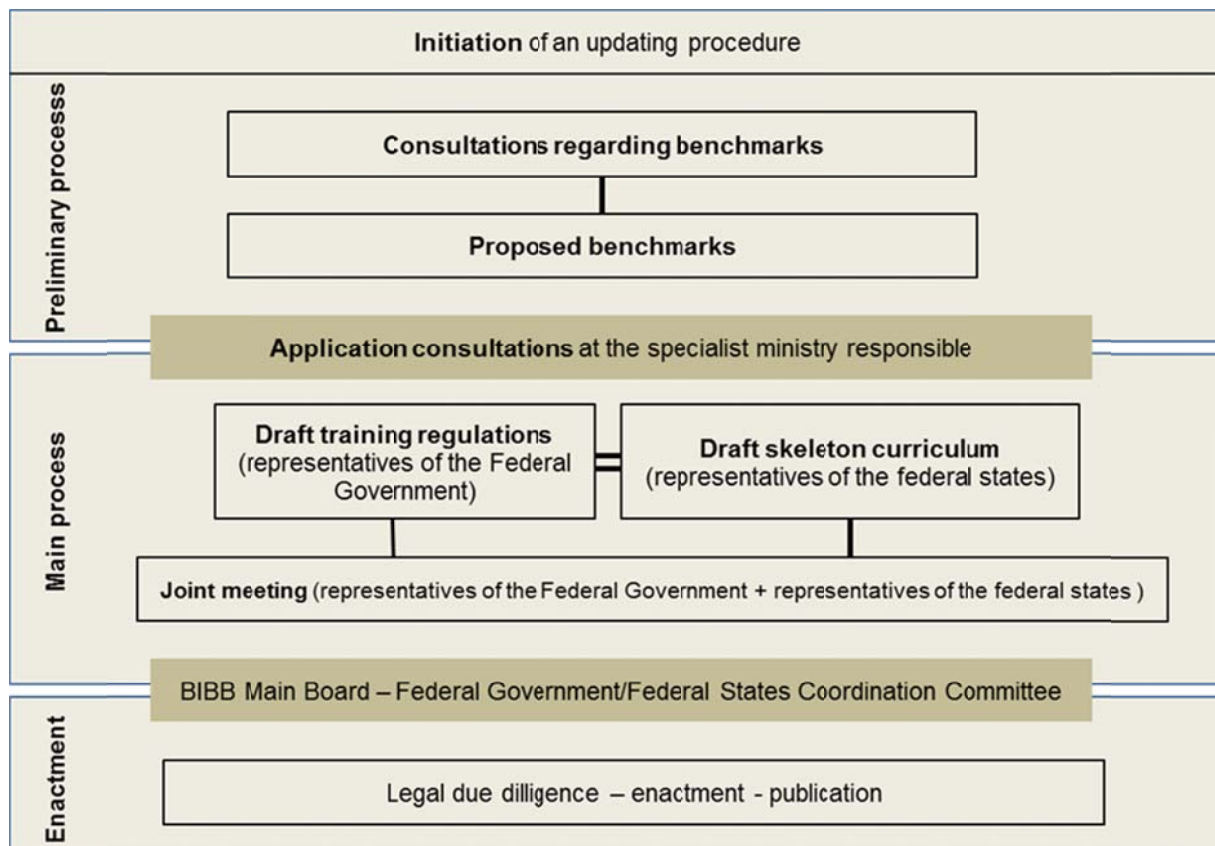 Initiation of an updating procedure
Preliminary processs
Consultations regarding benchmarks
Proposed benchmarks
Application consultations at the specialist ministry responsible
Main process
Draft training regulations
(representatives of the Federal
Government)
Draft skeleton curriculum
(representatives of the federal states)
Joint meeting (representatives of the Federal Government + representatives of the federal states )
BIBB Main Board – Federal Government/Federal States Coordination Committee
Enactment
Legal due dilligence – enactment - publication